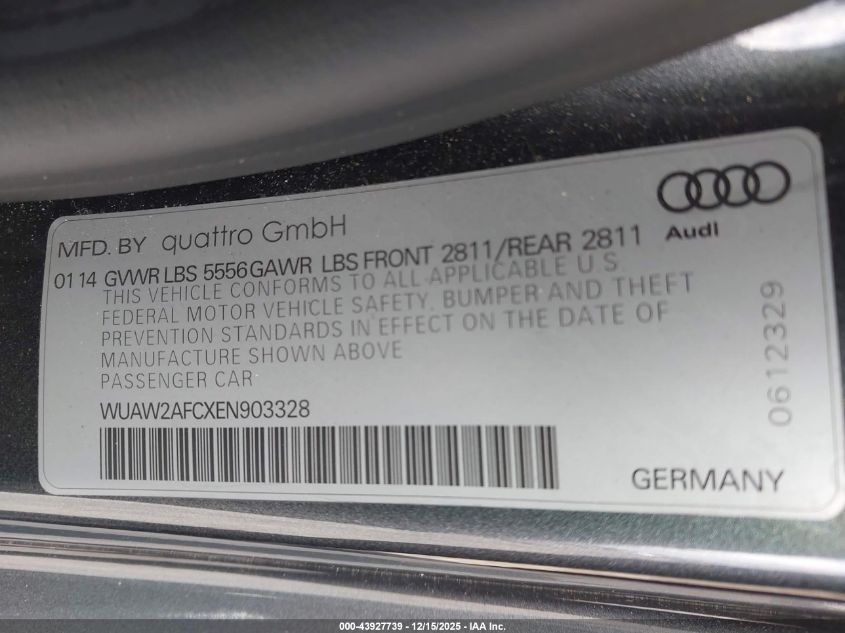 MFD. BY quattro GmbH
Audi
01 14 GVWR LBS 5556 GAWR LBS FRONT 2811/REAR 2811
THIS VEHICLE CONFORMS TO ALL APPLICABLE U S
FEDERAL MOTOR VEHICLE SAFETY, BUMPER AND THEFT
PREVENTION STANDARDS IN EFFECT ON THE DATE OF
MANUFACTURE SHOWN ABOVE
PASSENGER CAR
WUAW2AFCXEN903328
GERMANY
0612329
000-43927739 - 12/15/2025 - IAA Inc.